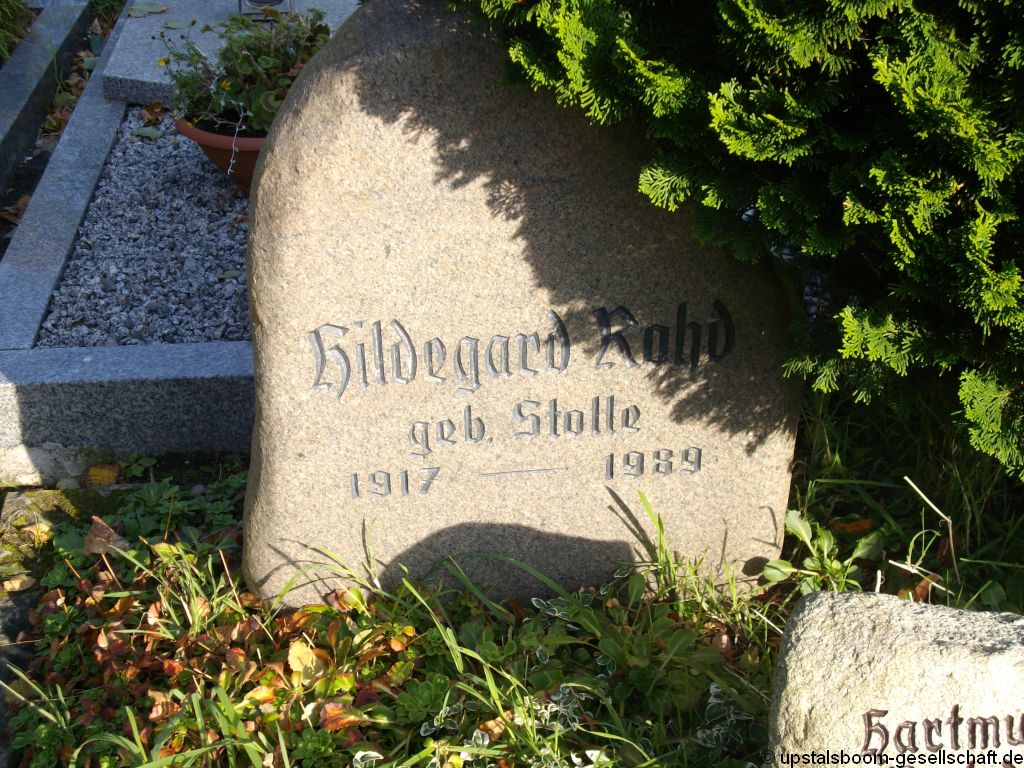 Hildegard Rohd
geb. Stolle
1917 — 1989
Hartmu
© upstalsboom-gesellschaft.de